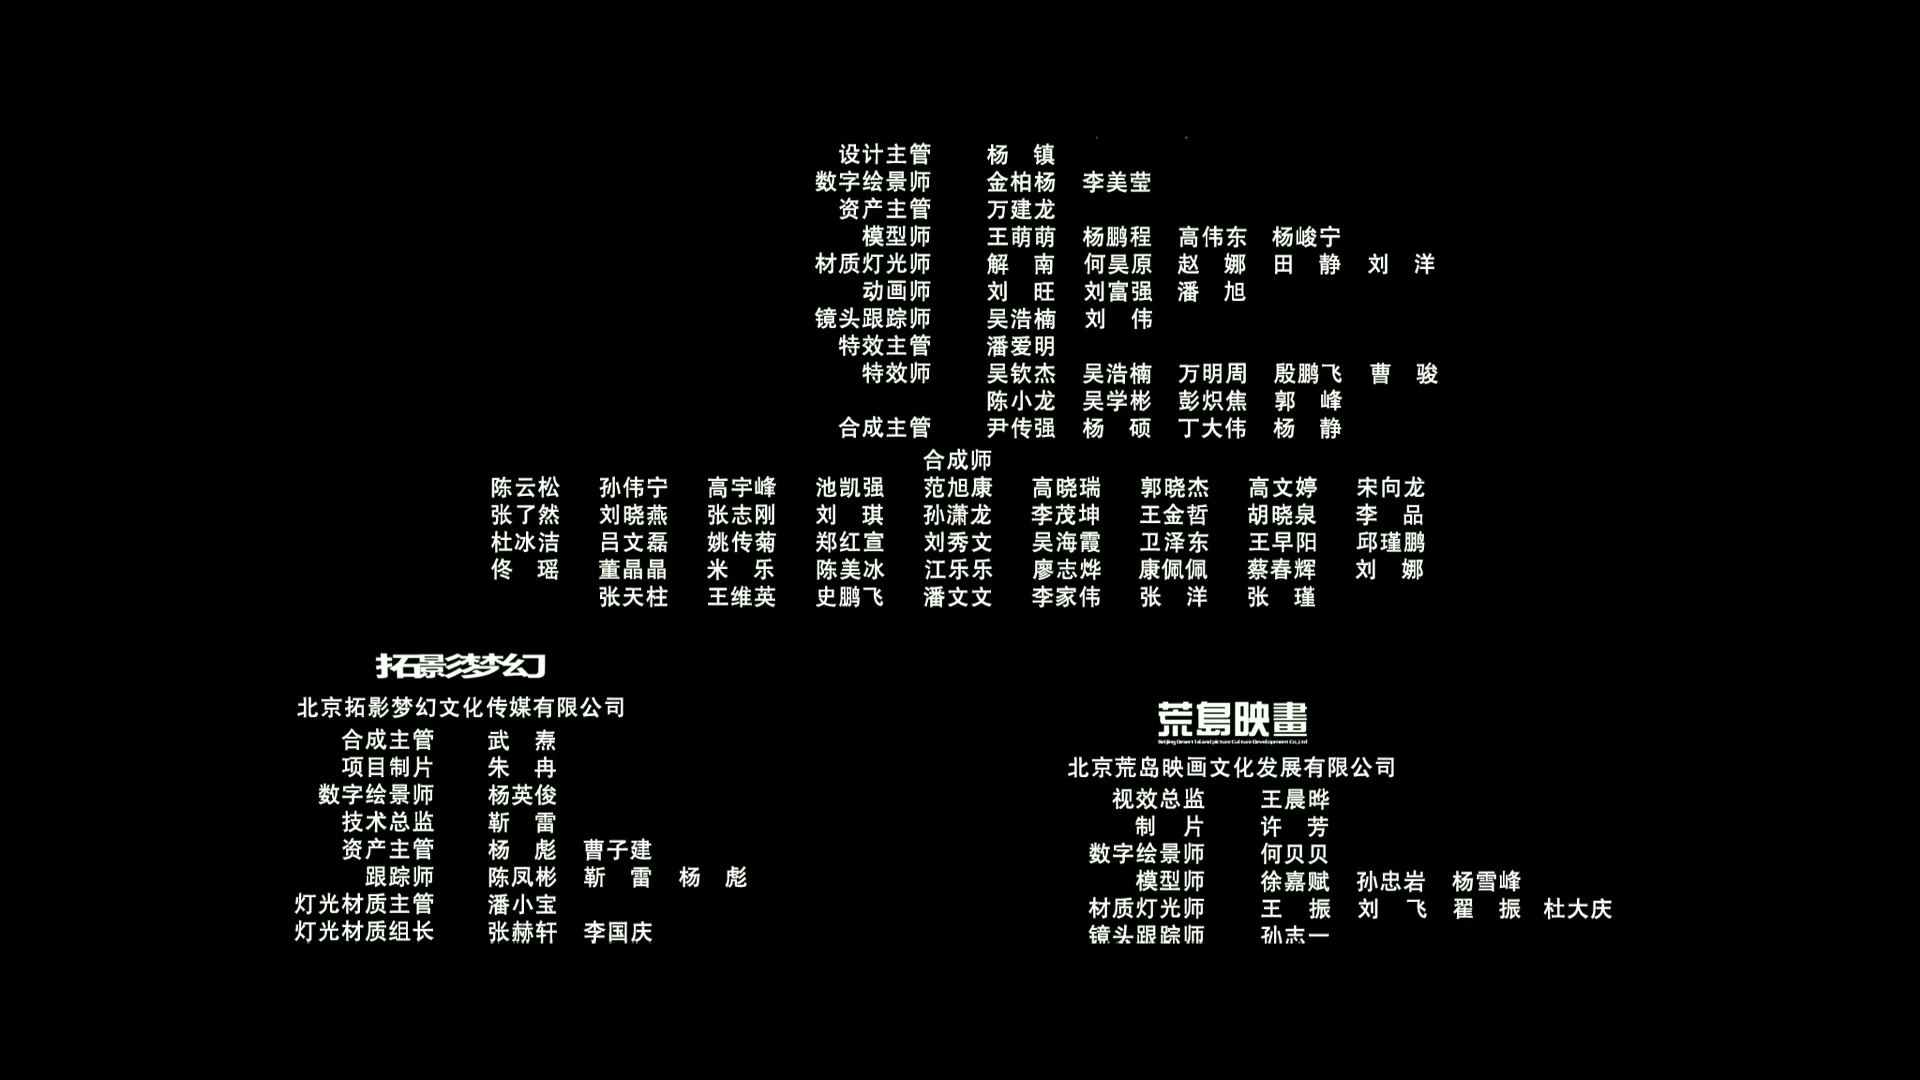 设计主管 杨 镇
数字绘景师 金柏杨 李美莹
资产主管 万建龙
模型师 王萌萌 杨鹏程 高伟东 杨峻宁
材质灯光师 解 南 何昊原 赵 娜 田 静 刘 洋
动画师 刘 旺 刘富强 潘 旭
镜头跟踪师 吴浩楠 刘 伟
特效主管 潘爱明
特效师 吴钦杰 吴浩楠 万明周 殷鹏飞 曹 骏
陈小龙 吴学彬 彭炽焦 郭 峰
合成主管 尹传强 杨 硕 丁大伟 杨 静
合成师
陈云松 孙伟宁 高宇峰 池凯强 范旭康 高晓瑞 郭晓杰 高文婷 宋向龙
张了然 刘晓燕 张志刚 刘 琪 孙潇龙 李茂坤 王金哲 胡晓泉 李 品
杜冰洁 吕文磊 姚传菊 郑红宣 刘秀文 吴海霞 卫泽东 王早阳 邱瑾鹏
佟 瑶 董晶晶 米 乐 陈美冰 江乐乐 廖志烨 康佩佩 蔡春辉 刘 娜
张天柱 王维英 史鹏飞 潘文文 李家伟 张 洋 张 瑾
拓影梦幻
北京拓影梦幻文化传媒有限公司
合成主管 武 焘
项目制片 朱 冉
数字绘景师 杨英俊
技术总监 靳 雷
资产主管 杨 彪 曹子建
跟踪师 陈凤彬 靳 雷 杨 彪
灯光材质主管 潘小宝
灯光材质组长 张赫轩 李国庆
荒島映畫
Beijing Desert Island picture Culture Development Co.,Ltd
北京荒岛映画文化发展有限公司
视效总监 王晨晔
制 片 许 芳
数字绘景师 何贝贝
模型师 徐嘉赋 孙忠岩 杨雪峰
材质灯光师 王 振 刘 飞 翟 振 杜大庆
镜头跟踪师 孙志一